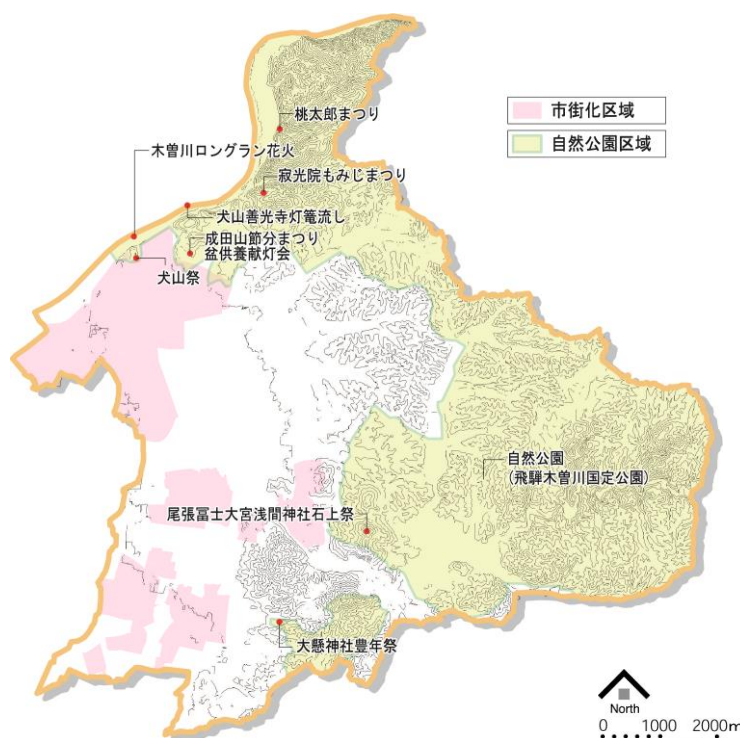 市街化区域
自然公園区域
桃太郎まつり
木曽川ロングラン花火
寂光院もみじまつり
犬山善光寺灯篭流し
成田山節分まつり
盆供養献灯会
犬山祭
自然公園
(飛騨木曽川国定公園)
尾張冨士大宮浅間神社石上祭
大縣神社豊年祭
North
0 1000 2000m